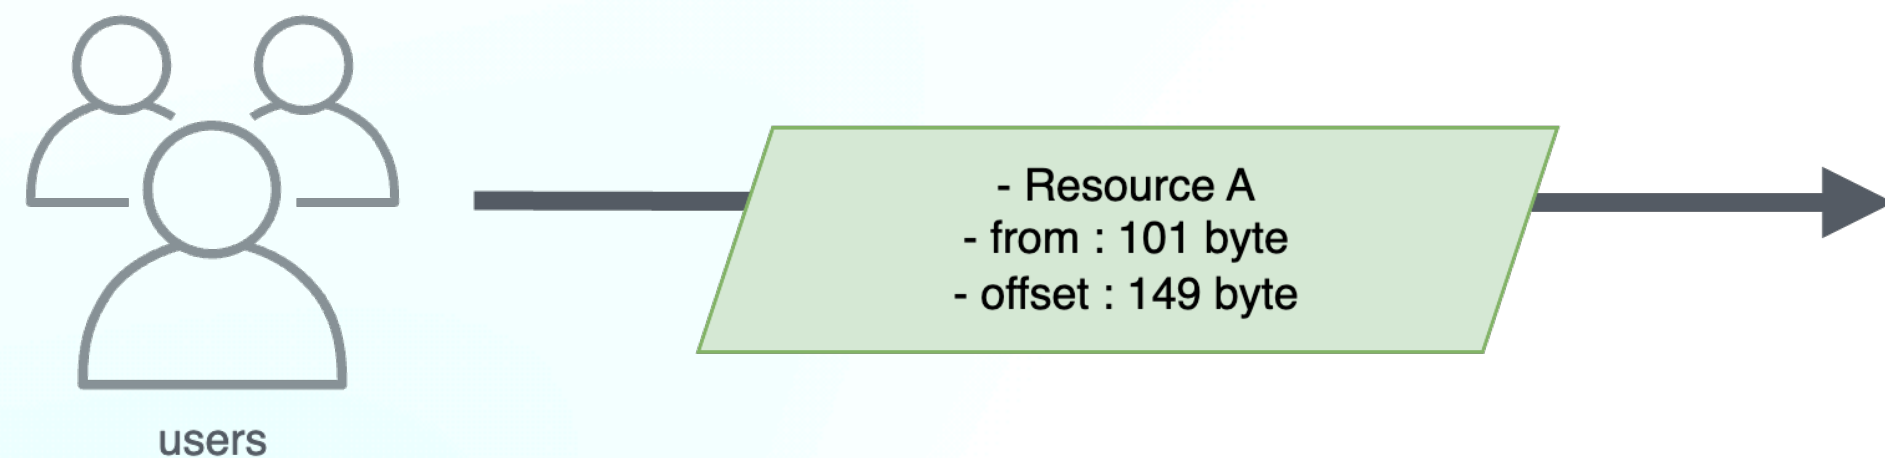 - Resource A
- from : 101 byte
- offset : 149 byte
users